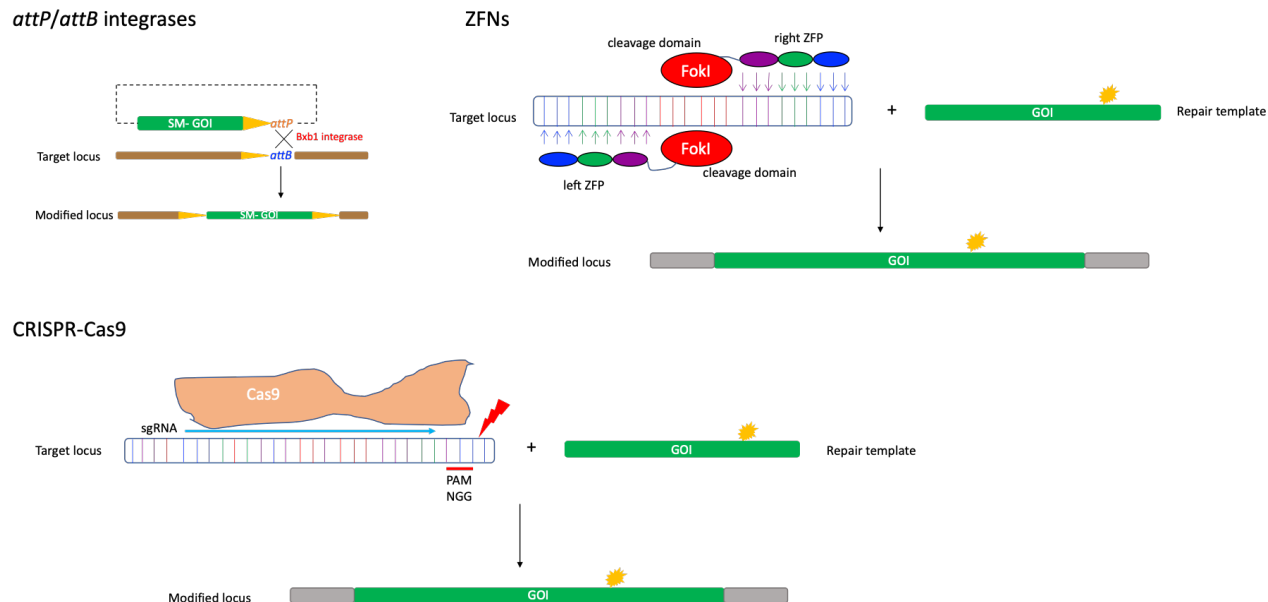 attP/attB integrases
ZFNs
cleavage domain
right ZFP
FokI
SM- GOI
attP
Bxb1 integrase
Target locus
attB
Target locus
+
GOI
Repair template
FokI
cleavage domain
left ZFP
Modified locus
SM- GOI
Modified locus
GOI
CRISPR-Cas9
Cas9
sgRNA
Target locus
+
GOI
Repair template
PAM
NGG
Modified locus
GOI